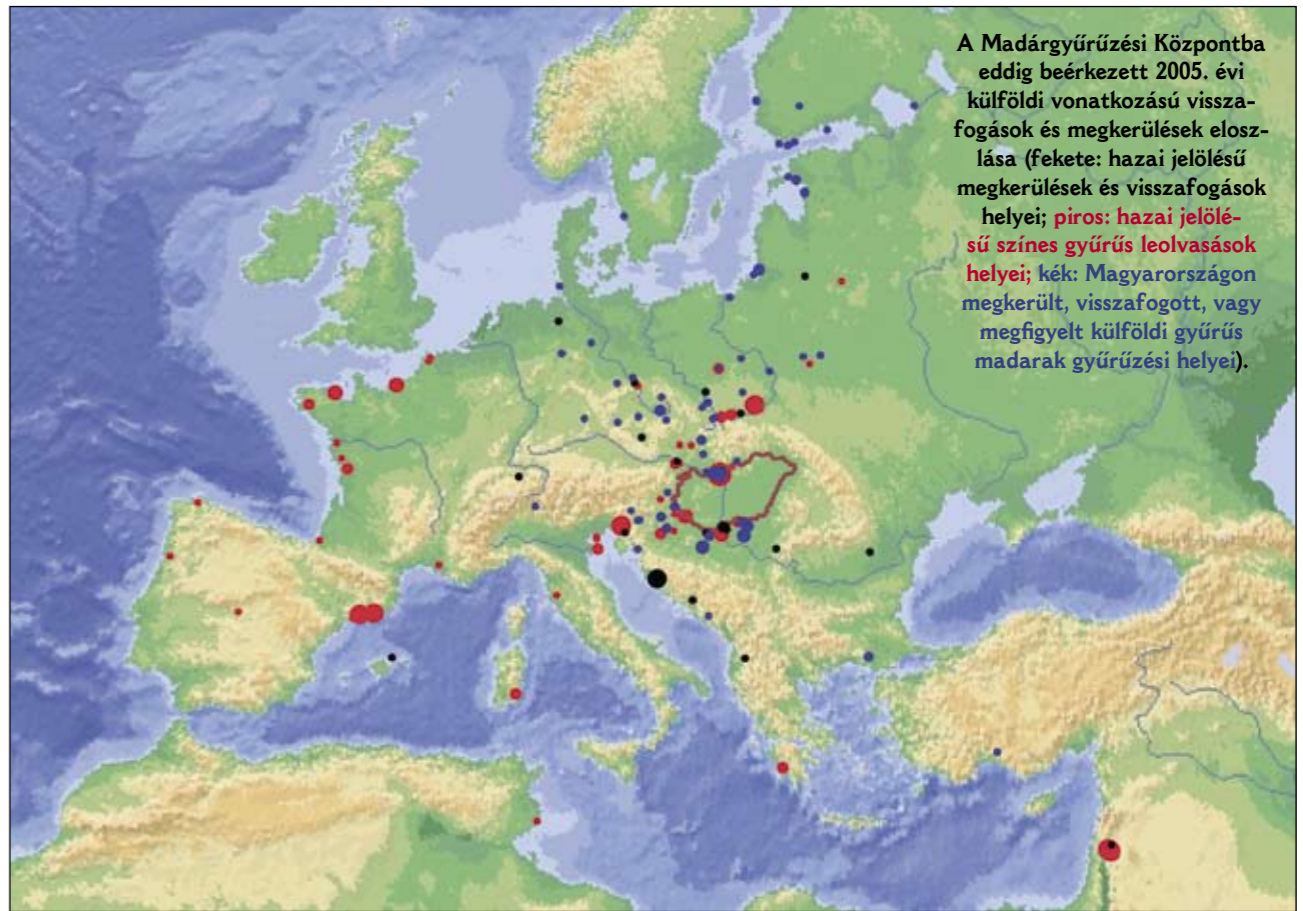 A Madárgyűrűzési Központba
eddig beérkezett 2005. évi
külföldi vonatkozású vissza-
fogások és megkerülések elosz-
lása (fekete: hazai jelölésű
megkerülések és visszafogások
helyei; piros: hazai jelölé-
sű színes gyűrűs leolvasások
helyei; kék: Magyarországon
megkerült, visszafogott, vagy
megfigyelt külföldi gyűrűs
madarak gyűrűzési helyei).